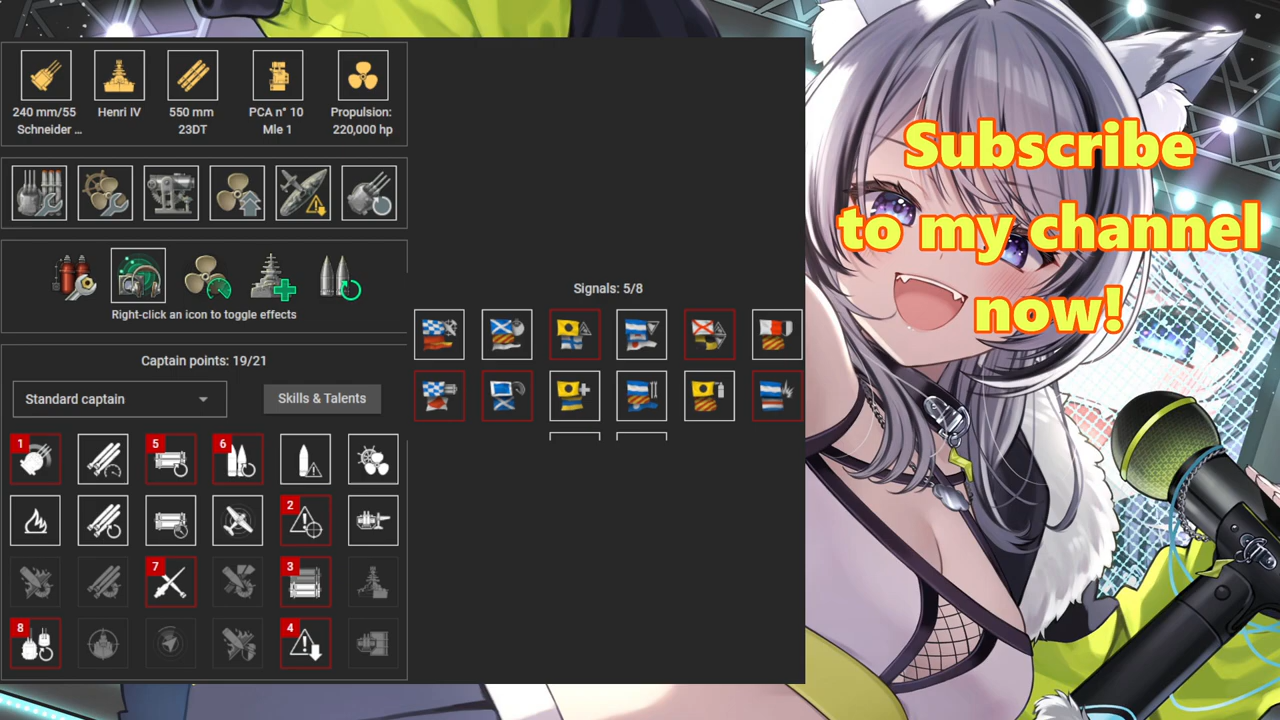 240 mm/55
Schneider ...
Henri IV
550 mm
23DT
PCA n° 10
Mle 1
Propulsion:
220,000 hp
Right-click an icon to toggle effects
Captain points: 19/21
Standard captain
Skills & Talents
1
5
6
2
7
3
8
4
Signals: 5/8
Subscribe
to my channel
now!